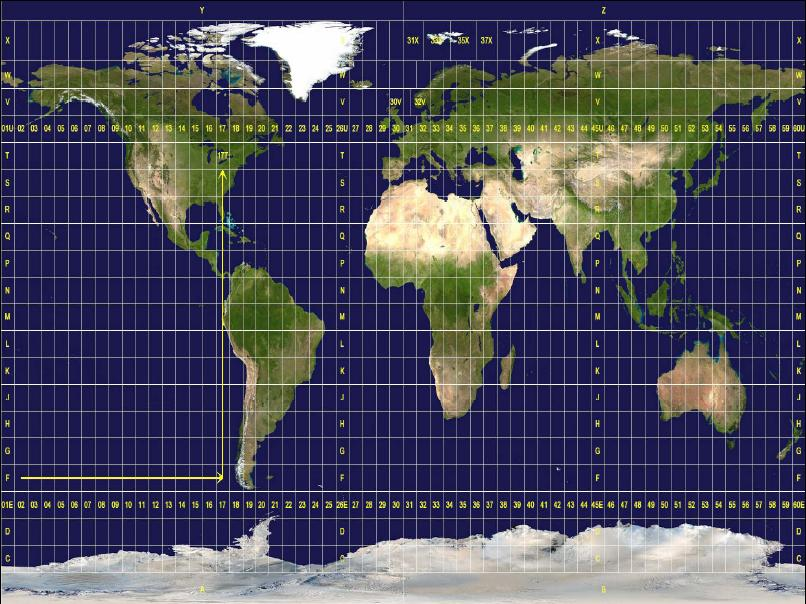 Y Z
X 31X 33X 35X 37X X
W W W
V 30V 32V V V
01U 02 03 04 05 06 07 08 09 10 11 12 13 14 15 16 17 18 19 20 21 22 23 24 25 26U 27 28 29 30 31 32 33 34 35 36 37 38 39 40 41 42 43 44 45U 46 47 48 49 50 51 52 53 54 55 56 57 58 59 60U
T 17T T T T
S S S S
R R R R
Q Q Q Q
P P P P
N N N N
M M M M
L L L L
K K K K
J J J J
H H H H
G G G G
F F F F
01E 02 03 04 05 06 07 08 09 10 11 12 13 14 15 16 17 18 19 20 21 22 23 24 25 26E 27 28 29 30 31 32 33 34 35 36 37 38 39 40 41 42 43 44 45E 46 47 48 49 50 51 52 53 54 55 56 57 58 59 60E
D D D D
C C C C
A B